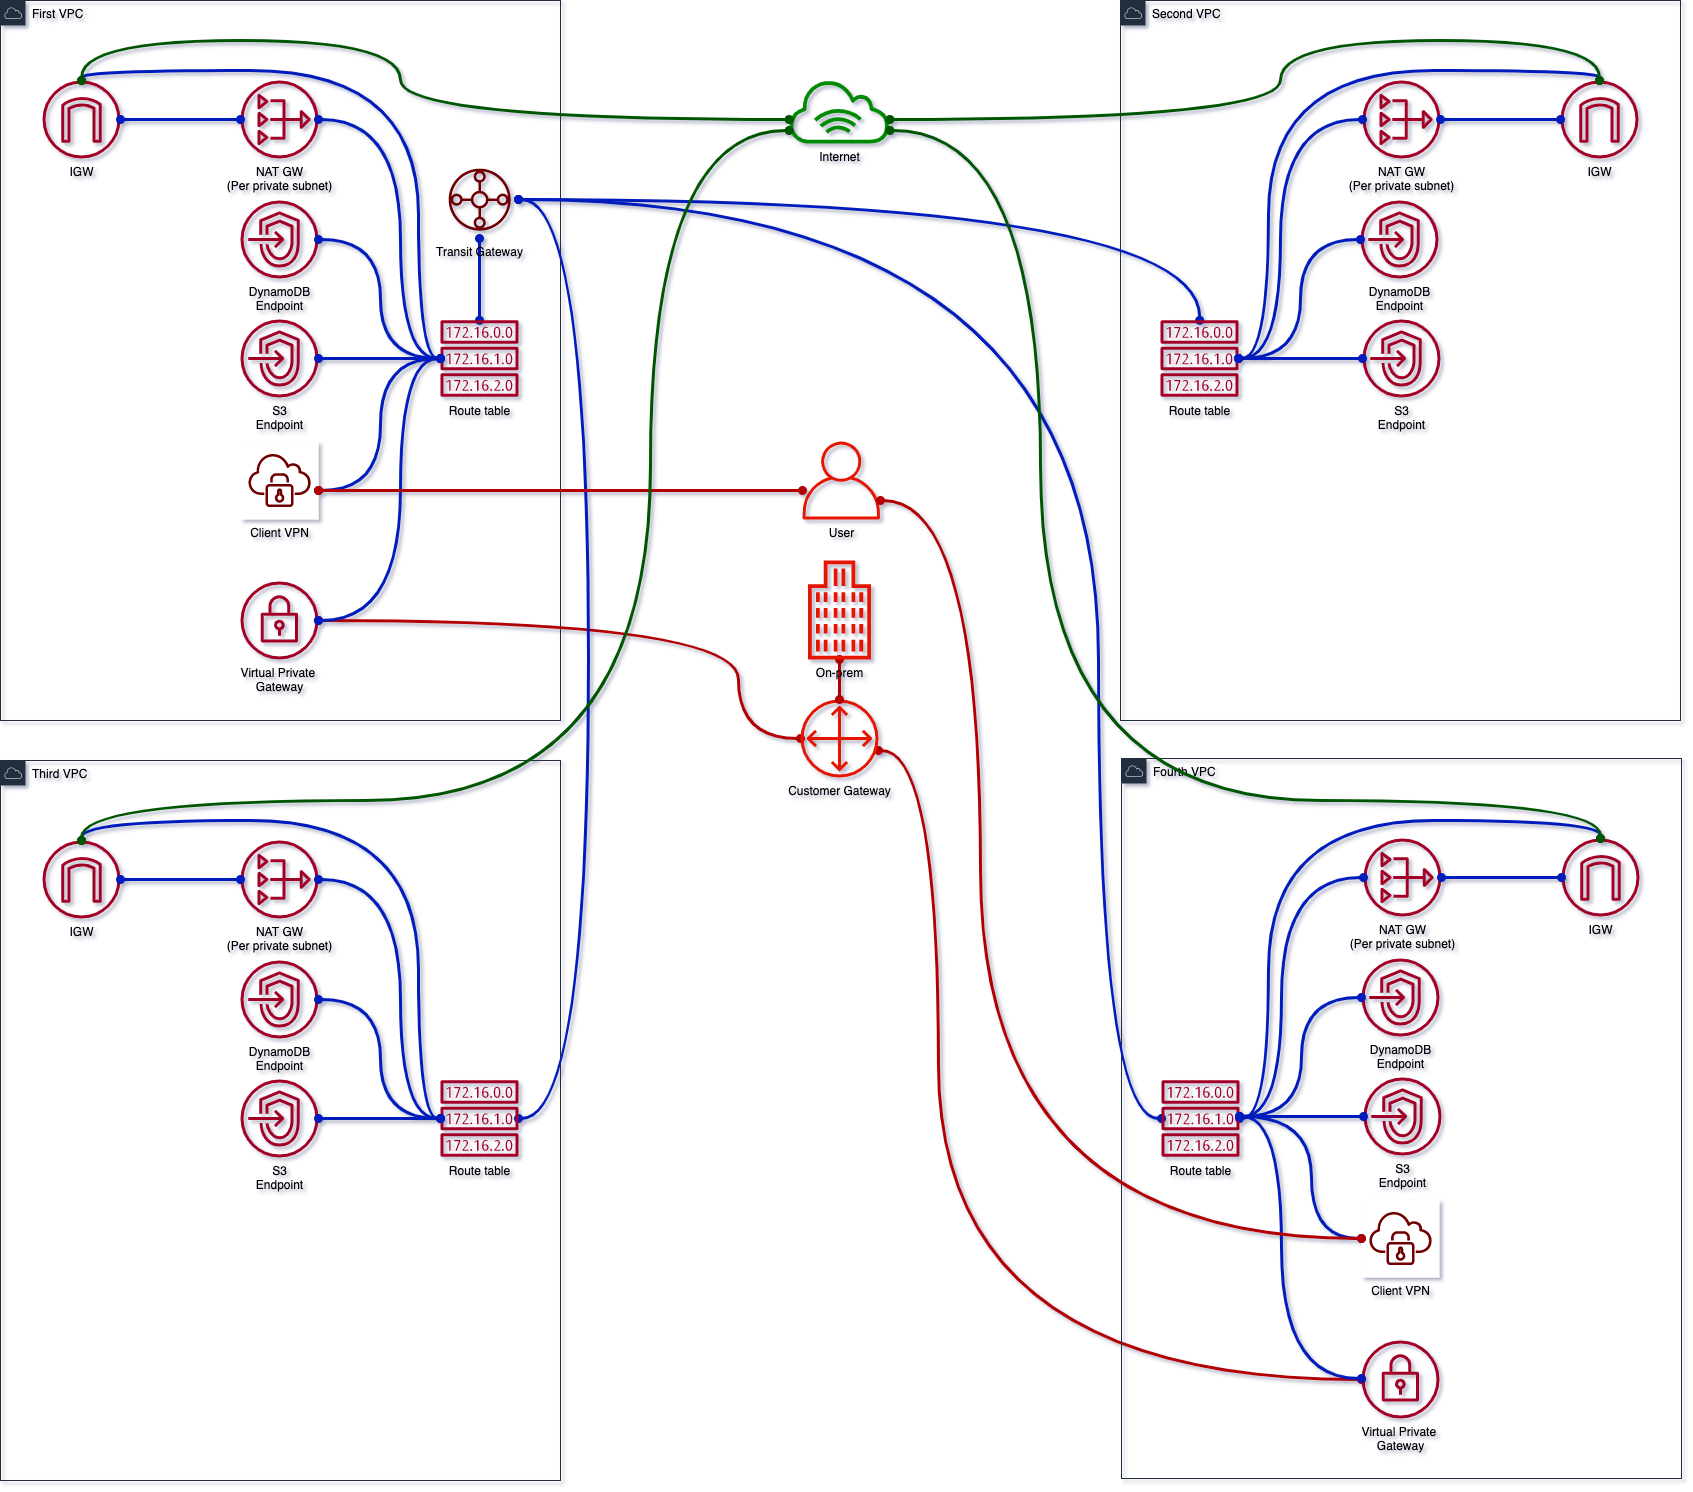 First VPC
IGW
NAT GW
(Per private subnet)
DynamoDB
Endpoint
S3
Endpoint
Client VPN
Virtual Private
Gateway
Transit Gateway
172.16.0.0
172.16.1.0
172.16.2.0
Route table
Internet
User
On-prem
Customer Gateway
Second VPC
NAT GW
(Per private subnet)
IGW
DynamoDB
Endpoint
172.16.0.0
172.16.1.0
172.16.2.0
Route table
S3
Endpoint
Third VPC
IGW
NAT GW
(Per private subnet)
DynamoDB
Endpoint
S3
Endpoint
172.16.0.0
172.16.1.0
172.16.2.0
Route table
Fourth VPC
NAT GW
(Per private subnet)
IGW
DynamoDB
Endpoint
172.16.0.0
172.16.1.0
172.16.2.0
Route table
S3
Endpoint
Client VPN
Virtual Private
Gateway